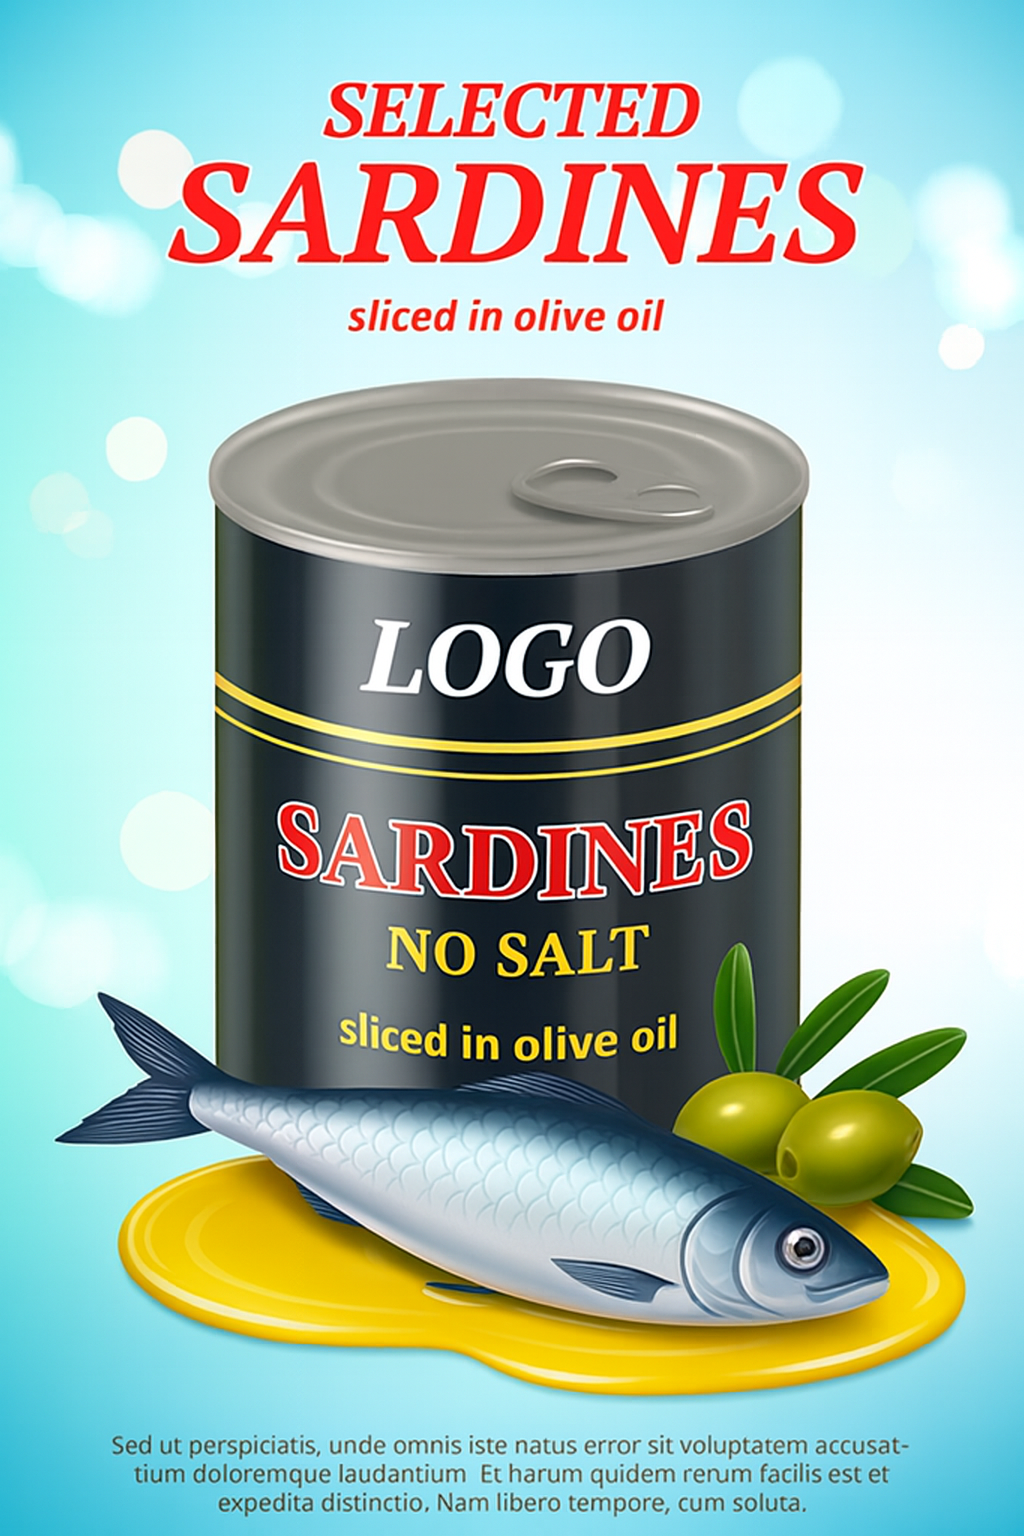 SELECTED
SARDINES
sliced in olive oil
LOGO
SARDINES
NO SALT
sliced in olive oil
Sed ut perspiciatis, unde omnis iste natus error sit voluptatem accusat-
tium doloremque laudantium Et harum quidem rerum facilis est et
expedita distinctio. Nam libero tempore, cum soluta.